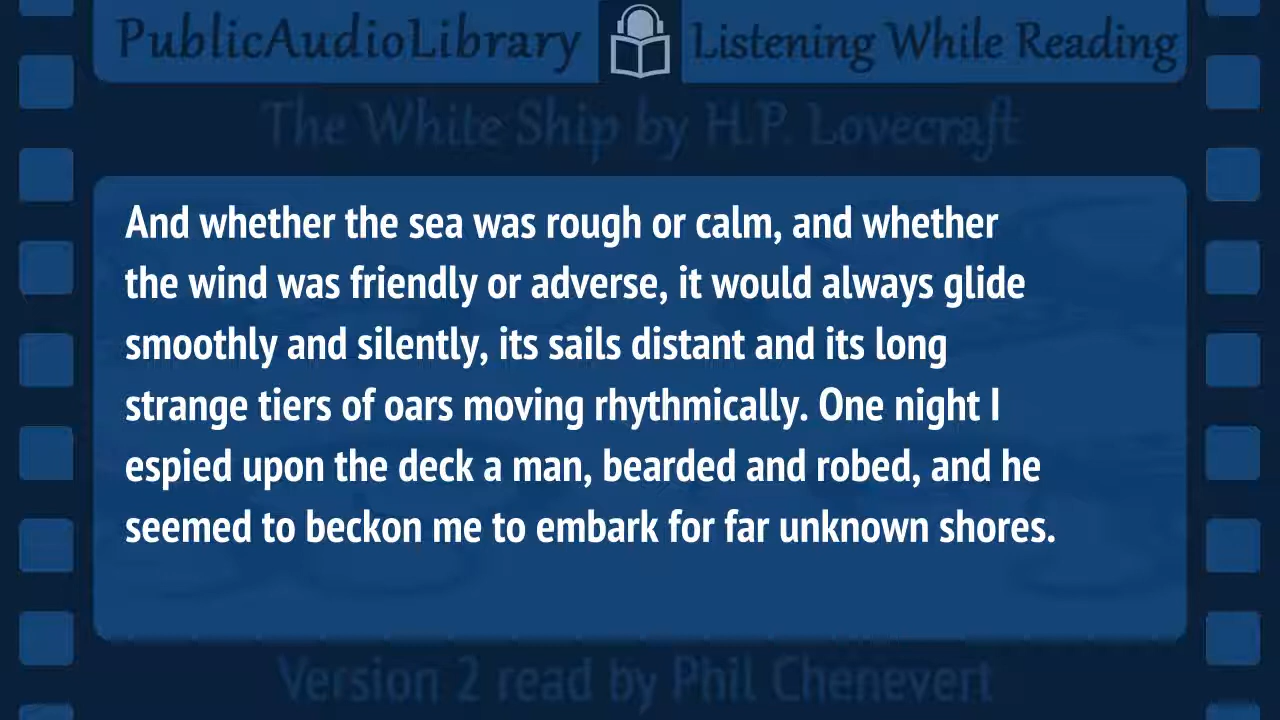 PublicAudioLibrary Listening While Reading
The White Ship by H.P. Lovecraft
And whether the sea was rough or calm, and whether
the wind was friendly or adverse, it would always glide
smoothly and silently, its sails distant and its long
strange tiers of oars moving rhythmically. One night I
espied upon the deck a man, bearded and robed, and he
seemed to beckon me to embark for far unknown shores.
Version 2 read by Phil Chenevert